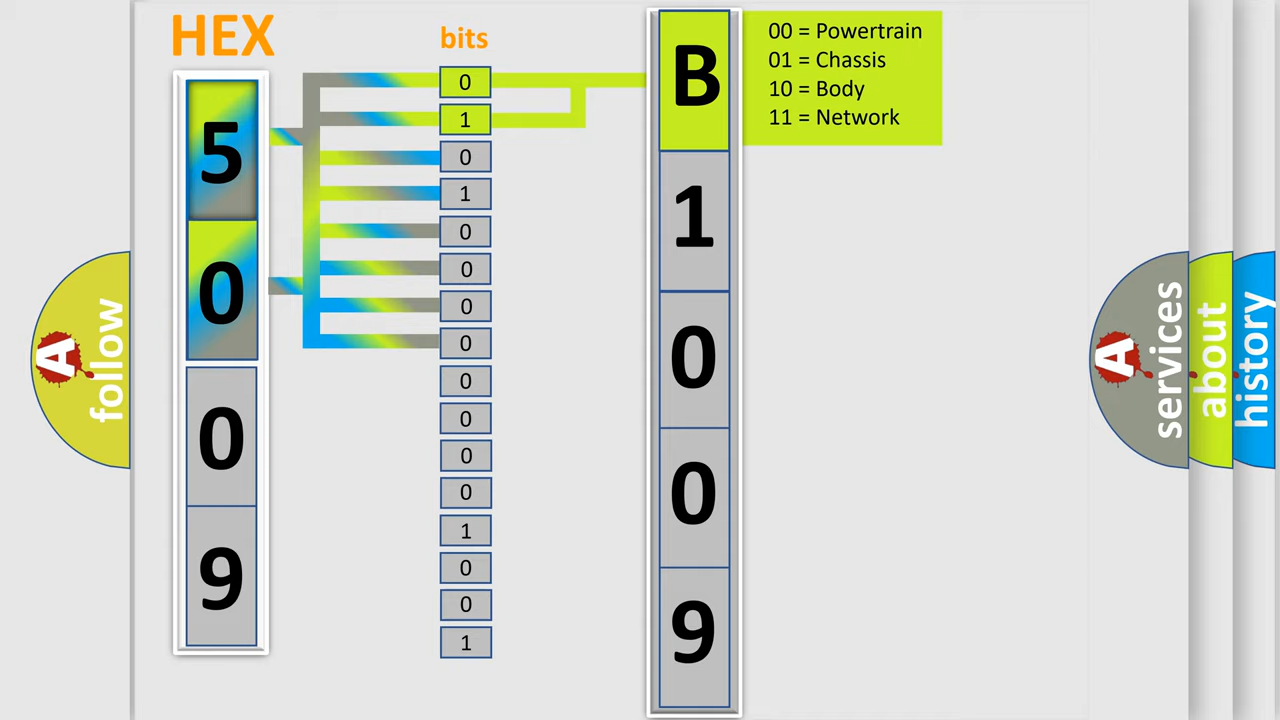 HEX
bits
5
0
0
9
0
1
0
1
0
0
0
0
0
0
0
0
1
0
0
1
B
1
0
0
9
00 = Powertrain
01 = Chassis
10 = Body
11 = Network
A
follow
A
services
about
history